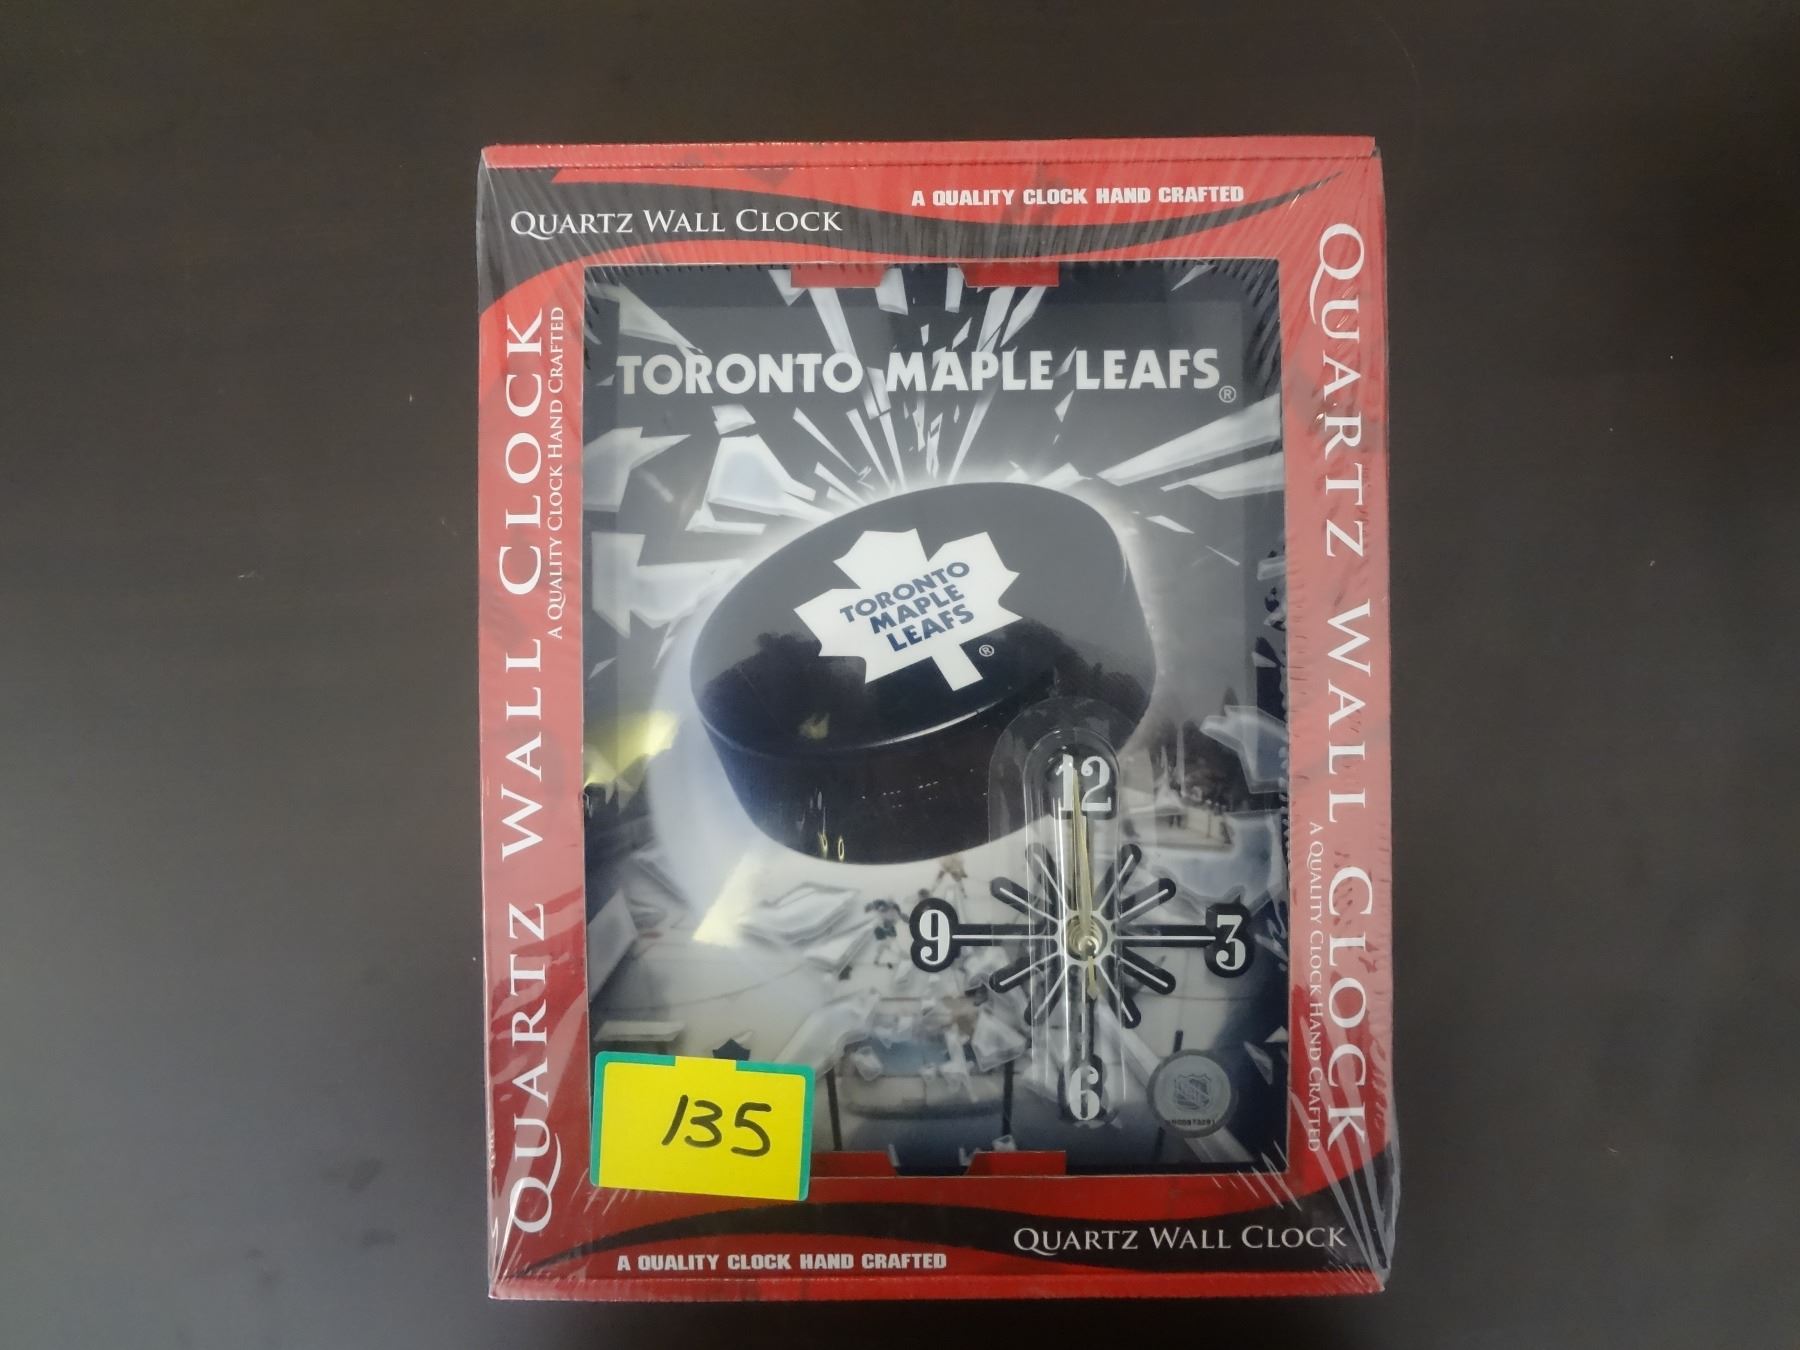 A QUALITY CLOCK HAND CRAFTED
QUARTZ WALL CLOCK
QUARTZ WALL CLOCK
A QUALITY CLOCK HAND CRAFTED
QUARTZ WALL CLOCK
A QUALITY CLOCK HAND CRAFTED
TORONTO MAPLE LEAFS®
TORONTO
MAPLE
LEAFS®
12
9
3
6
NHL
135
QUARTZ WALL CLOCK
A QUALITY CLOCK HAND CRAFTED